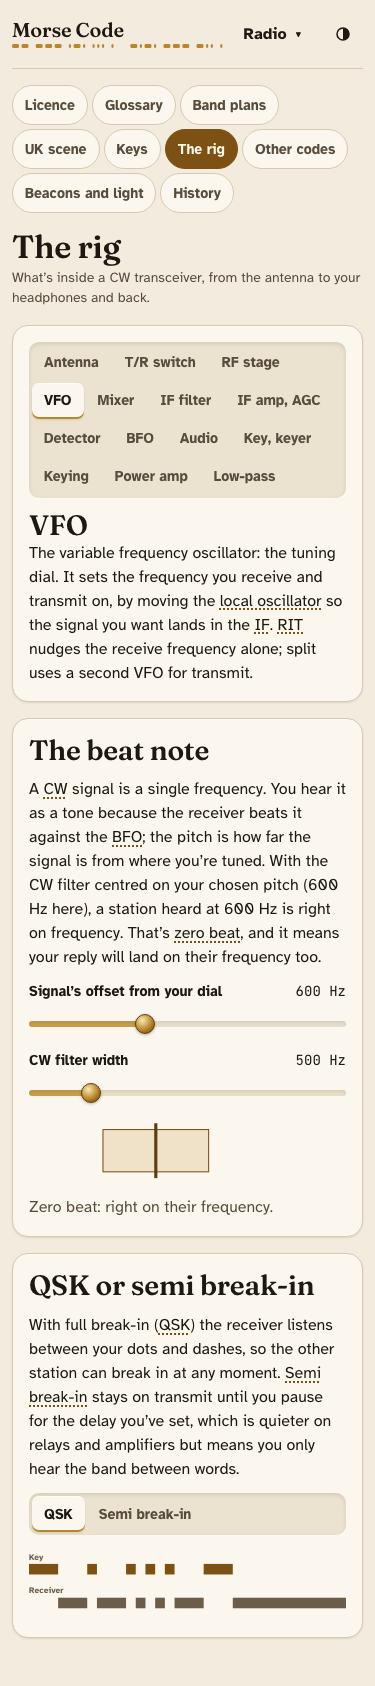 Morse Code
Radio ▾
Licence Glossary Band plans
UK scene Keys The rig Other codes
Beacons and light History
The rig
What’s inside a CW transceiver, from the antenna to your
headphones and back.
Antenna T/R switch RF stage
VFO Mixer IF filter IF amp, AGC
Detector BFO Audio Key, keyer
Keying Power amp Low-pass
VFO
The variable frequency oscillator: the tuning
dial. It sets the frequency you receive and
transmit on, by moving the local oscillator so
the signal you want lands in the IF. RIT
nudges the receive frequency alone; split
uses a second VFO for transmit.
The beat note
A CW signal is a single frequency. You hear it
as a tone because the receiver beats it
against the BFO; the pitch is how far the
signal is from where you’re tuned. With the
CW filter centred on your chosen pitch (600
Hz here), a station heard at 600 Hz is right
on frequency. That’s zero beat, and it means
your reply will land on their frequency too.
Signal’s offset from your dial 600 Hz
CW filter width 500 Hz
Zero beat: right on their frequency.
QSK or semi break-in
With full break-in (QSK) the receiver listens
between your dots and dashes, so the other
station can break in at any moment. Semi
break-in stays on transmit until you pause
for the delay you’ve set, which is quieter on
relays and amplifiers but means you only
hear the band between words.
QSK Semi break-in
Key
Receiver